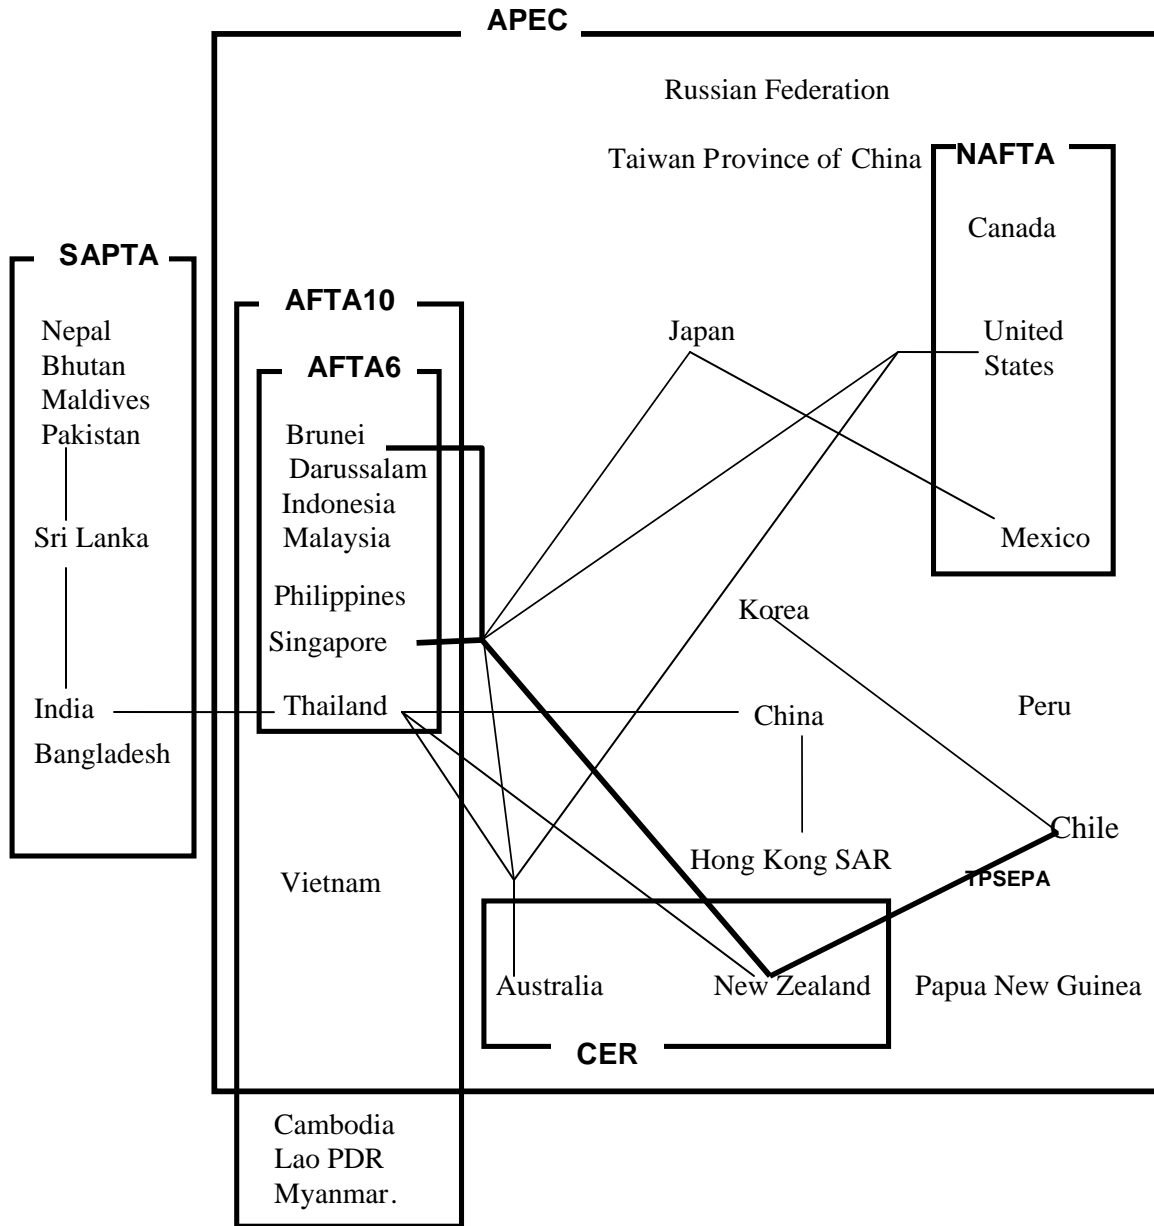 APEC
Russian Federation
Taiwan Province of China
NAFTA
Canada
United
States
Mexico
SAPTA
Nepal
Bhutan
Maldives
Pakistan
Sri Lanka
India
Bangladesh
AFTA10
AFTA6
Brunei
Darussalam
Indonesia
Malaysia
Philippines
Singapore
Thailand
Vietnam
Japan
Korea
China
Peru
Hong Kong SAR
Chile
TPSEPA
Australia
New Zealand
Papua New Guinea
CER
Cambodia
Lao PDR
Myanmar.